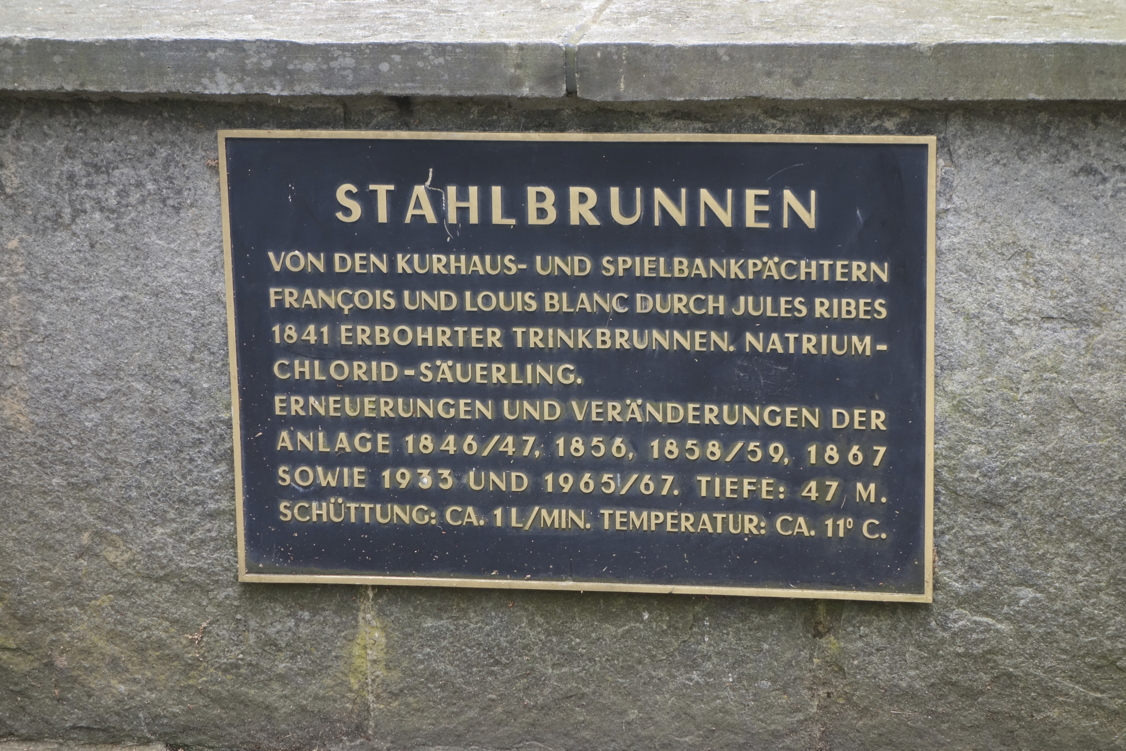 STAHLBRUNNEN
VON DEN KURHAUS- UND SPIELBANKPÄCHTERN
FRANÇOIS UND LOUIS BLANC DURCH JULES RIBES
1841 ERBOHRTER TRINKBRUNNEN. NATRIUM-
CHLORID-SÄUERLING.
ERNEUERUNGEN UND VERÄNDERUNGEN DER
ANLAGE 1846/47, 1856, 1858/59, 1867
SOWIE 1933 UND 1965/67. TIEFE: 47 M.
SCHÜTTUNG: CA. 1 L/MIN. TEMPERATUR: CA. 11° C.